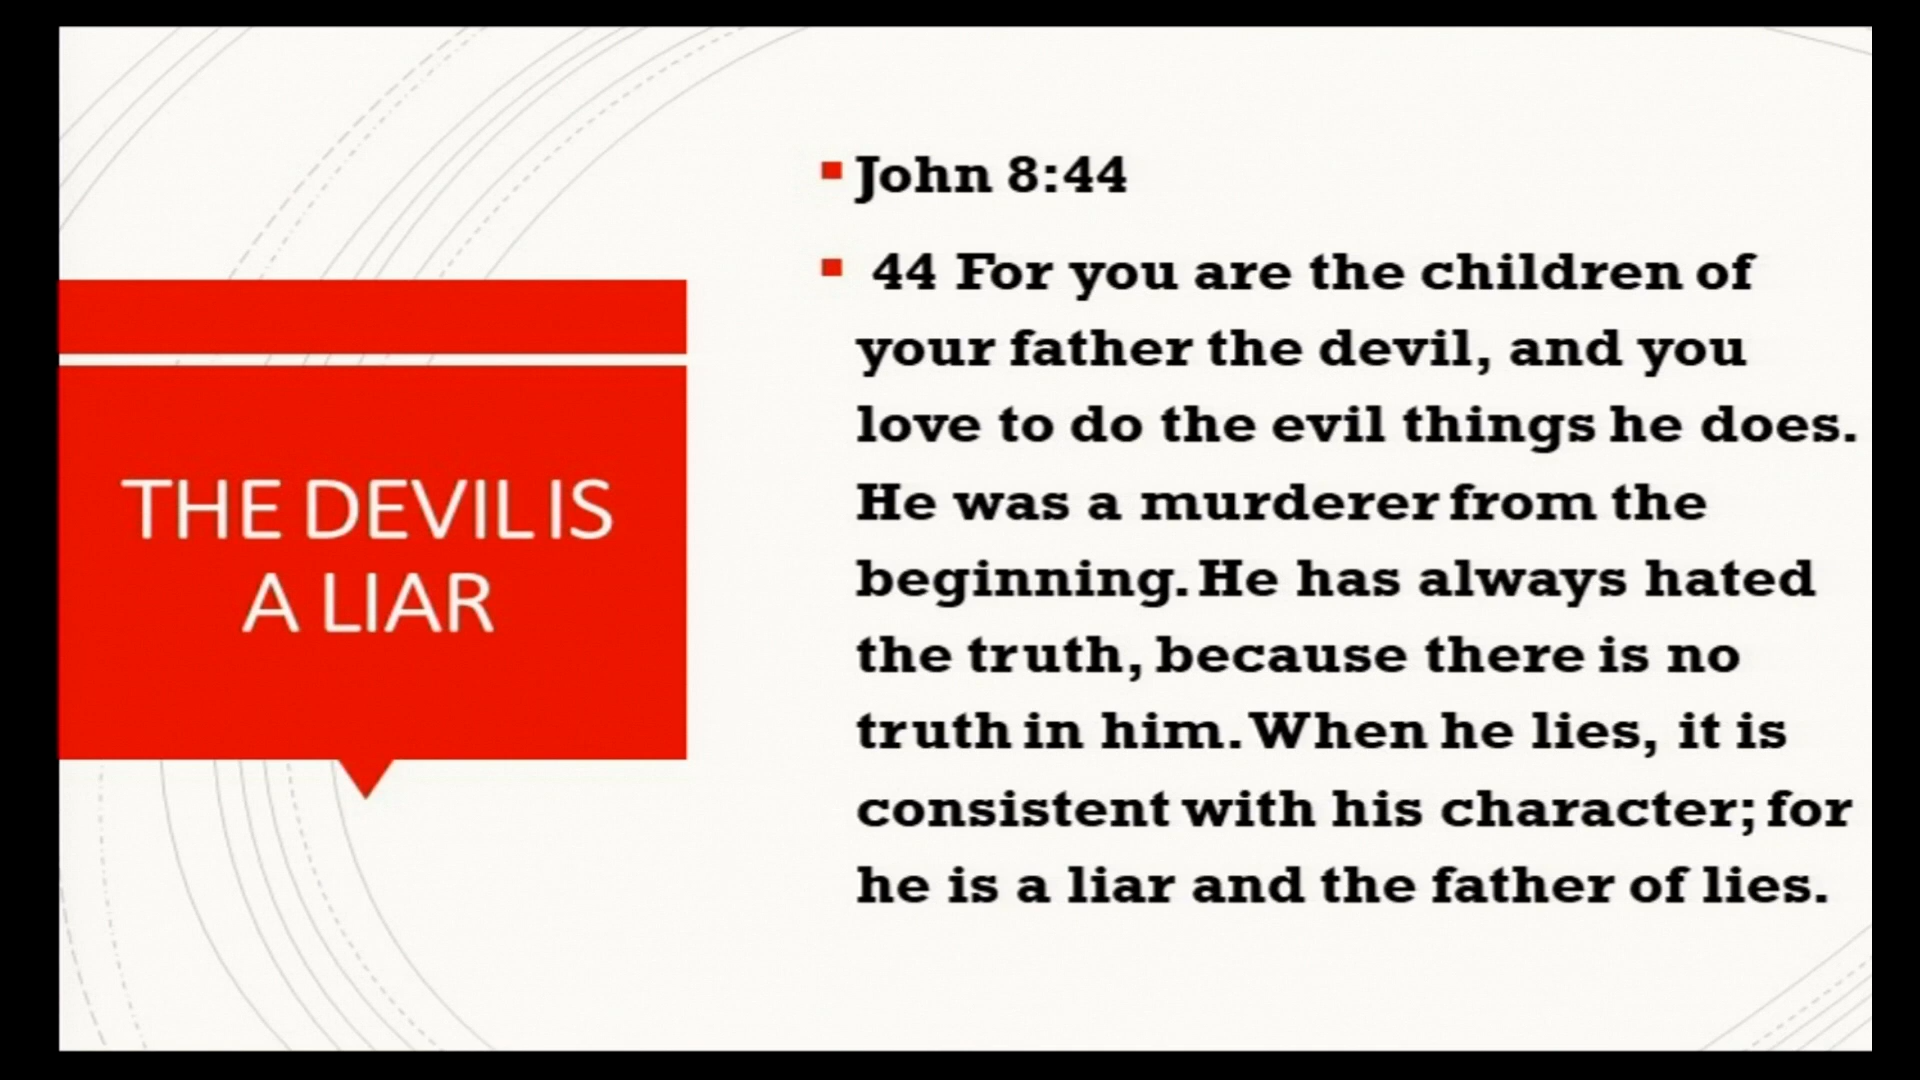 THE DEVIL IS
A LIAR
John 8:44
44 For you are the children of
your father the devil, and you
love to do the evil things he does.
He was a murderer from the
beginning. He has always hated
the truth, because there is no
truth in him. When he lies, it is
consistent with his character; for
he is a liar and the father of lies.